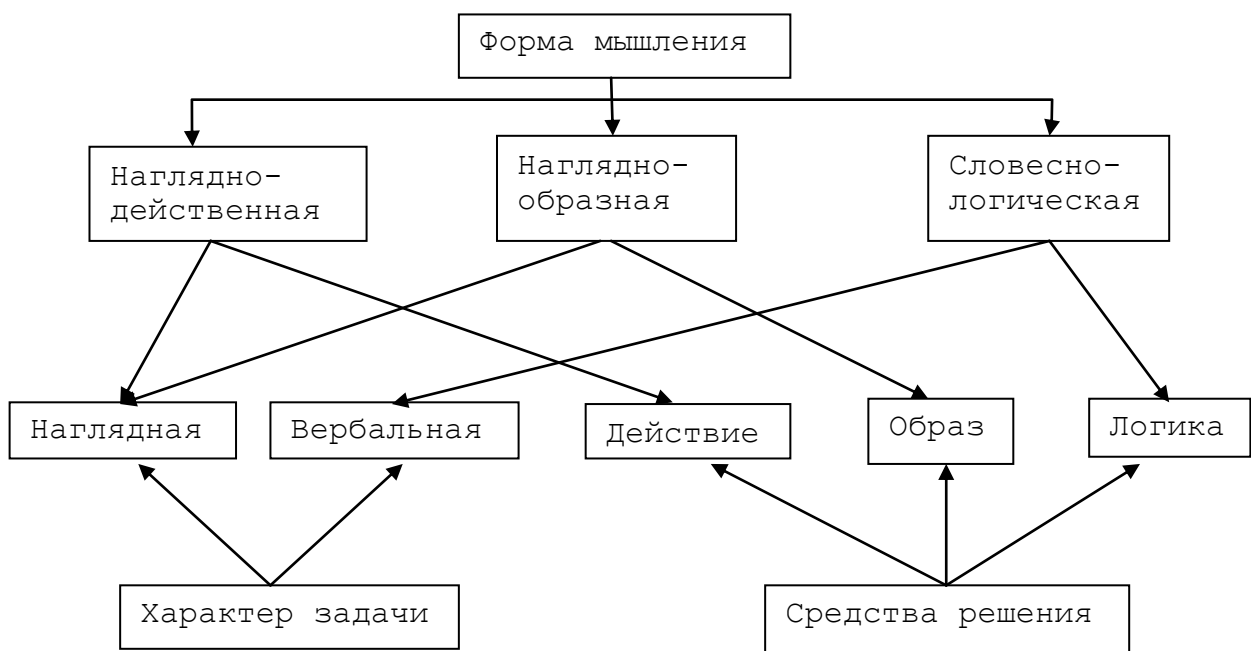 Форма мышления
Наглядно-
действенная
Наглядно-
образная
Словесно-
логическая
Наглядная
Вербальная
Действие
Образ
Логика
Характер задачи
Средства решения